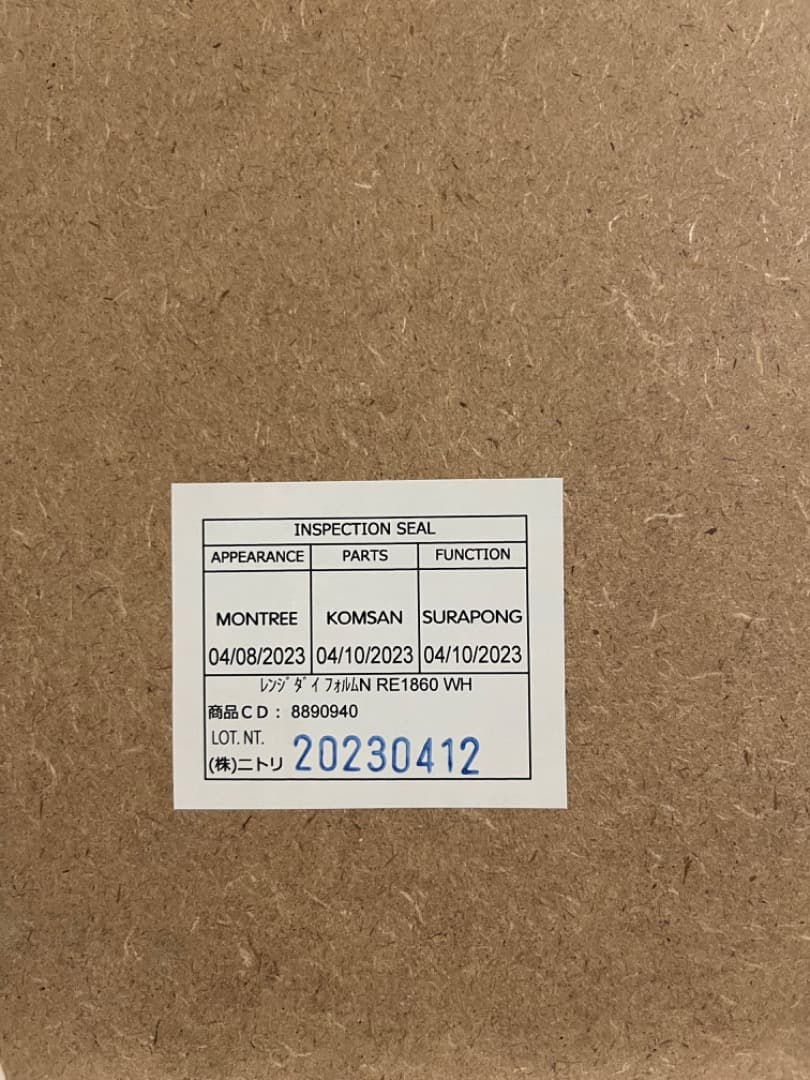 INSPECTION SEAL
APPEARANCE PARTS FUNCTION
MONTREE KOMSAN SURAPONG
04/08/2023 04/10/2023 04/10/2023
ﾚﾝｼﾞﾀﾞｲ ﾌｫﾙﾑN RE1860 WH
商品CD： 8890940
LOT. NT.
(株)ニトリ 20230412